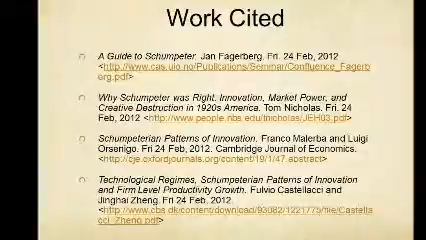 Work Cited
A Guide to Schumpeter. Jan Fagerberg. Fri. 24 Feb, 2012
<http://www.cas.uio.no/Publications/Seminar/Confluence_Fagerb
erg.pdf>
Why Schumpeter was Right: Innovation, Market Power, and
Creative Destruction in 1920s America. Tom Nicholas. Fri. 24
Feb, 2012 <http://www.people.hbs.edu/tnicholas/JEH03.pdf>
Schumpeterian Patterns of Innovation. Franco Malerba and Luigi
Orsenigo. Fri 24 Feb, 2012. Cambridge Journal of Economics.
<http://cje.oxfordjournals.org/content/19/1/47.abstract>
Technological Regimes, Schumpeterian Patterns of Innovation
and Firm Level Productivity Growth. Fulvio Castellacci and
Jinghai Zheng. Fri 24 Feb, 2012.
<http://www.cbs.dk/content/download/93082/1221775/file/Castella
cci_Zheng.pdf>